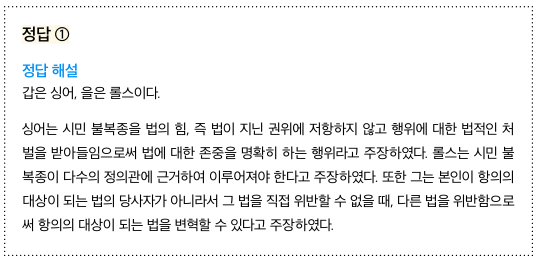 정답 ①
정답 해설
갑은 싱어, 을은 롤스이다.
싱어는 시민 불복종을 법의 힘, 즉 법이 지닌 권위에 저항하지 않고 행위에 대한 법적인 처
벌을 받아들임으로써 법에 대한 존중을 명확히 하는 행위라고 주장하였다. 롤스는 시민 불
복종이 다수의 정의관에 근거하여 이루어져야 한다고 주장하였다. 또한 그는 본인이 항의의
대상이 되는 법의 당사자가 아니라서 그 법을 직접 위반할 수 없을 때, 다른 법을 위반함으로
써 항의의 대상이 되는 법을 변혁할 수 있다고 주장하였다.